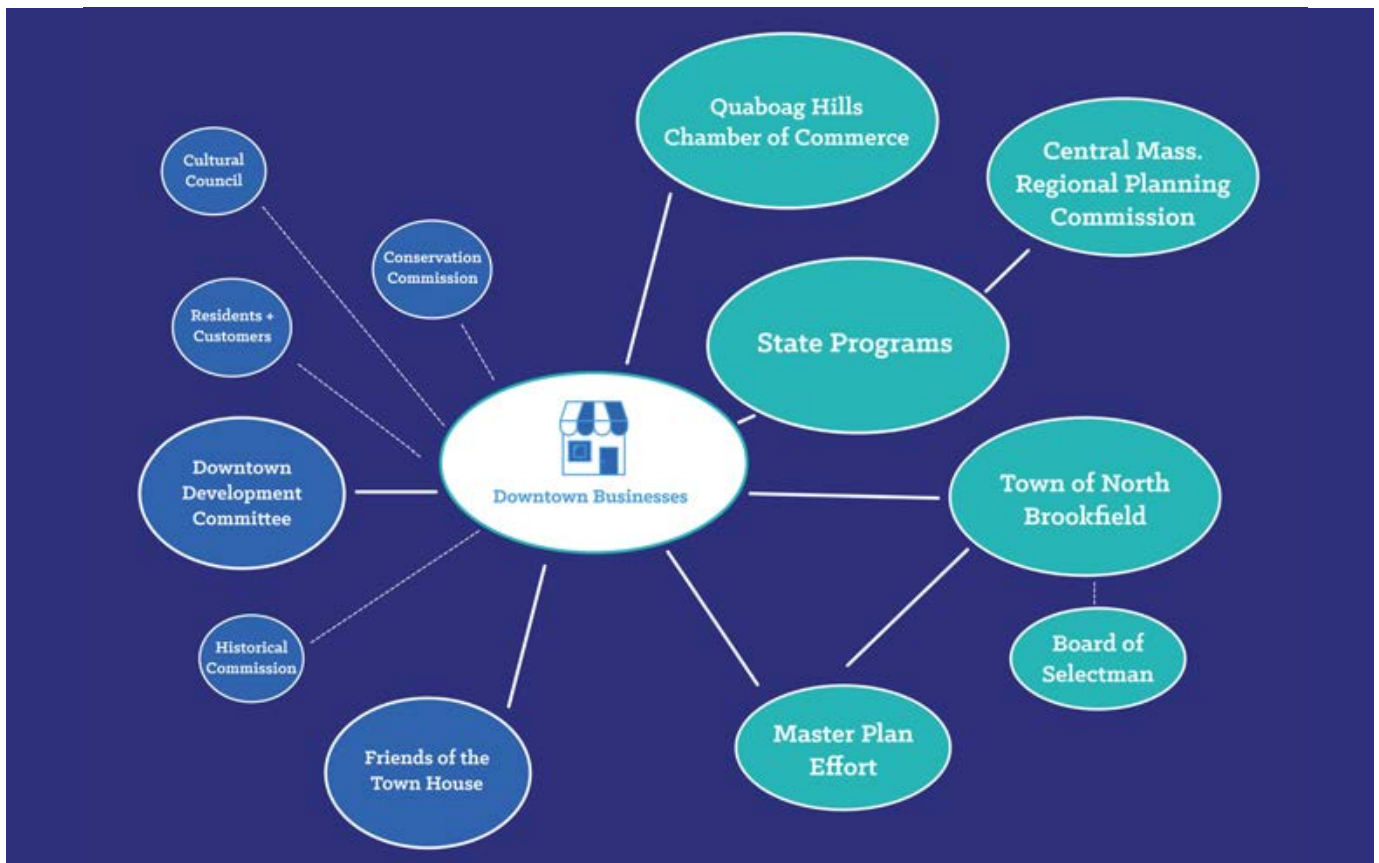 Quaboag Hills
Chamber of Commerce
Central Mass.
Regional Planning
Commission
Cultural
Council
Conservation
Commission
Residents +
Customers
State Programs
Downtown Businesses
Downtown
Development
Committee
Town of North
Brookfield
Historical
Commission
Board of
Selectman
Friends of the
Town House
Master Plan
Effort